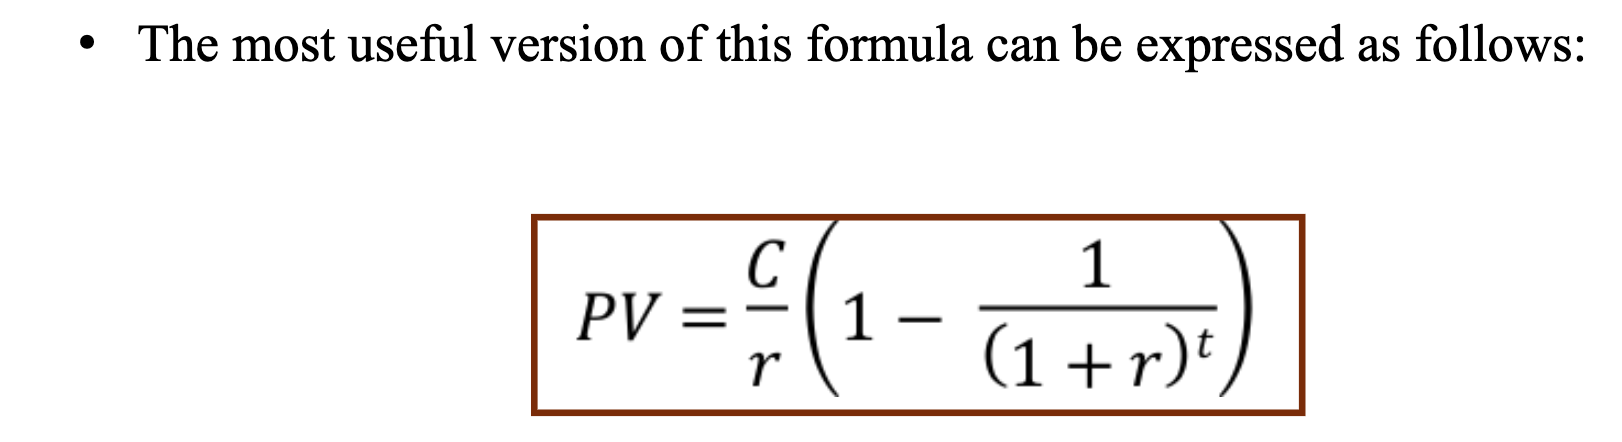 • The most useful version of this formula can be expressed as follows:
PV = C/r (1 − 1/(1 + r)^t)